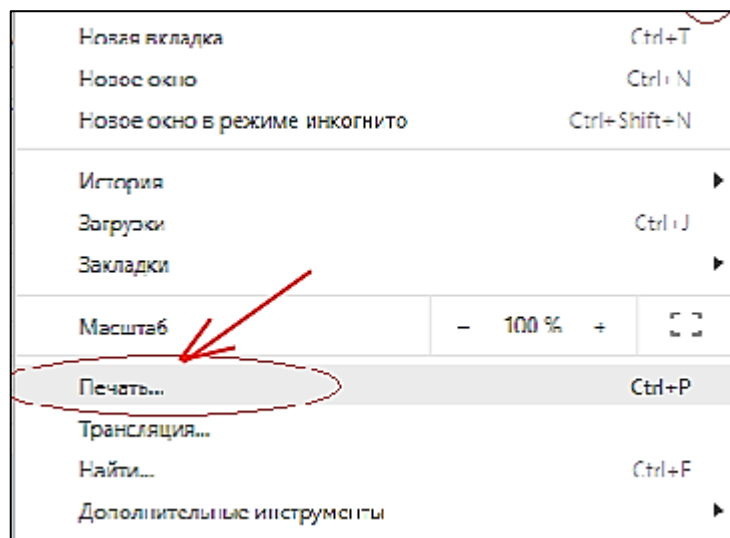 Новая вкладка Ctrl+T
Новое окно Ctrl+N
Новое окно в режиме инкогнито Ctrl+Shift+N
История
Загрузки Ctrl+J
Закладки
Масштаб − 100 % +
Печать... Ctrl+P
Трансляция...
Найти... Ctrl+F
Дополнительные инструменты